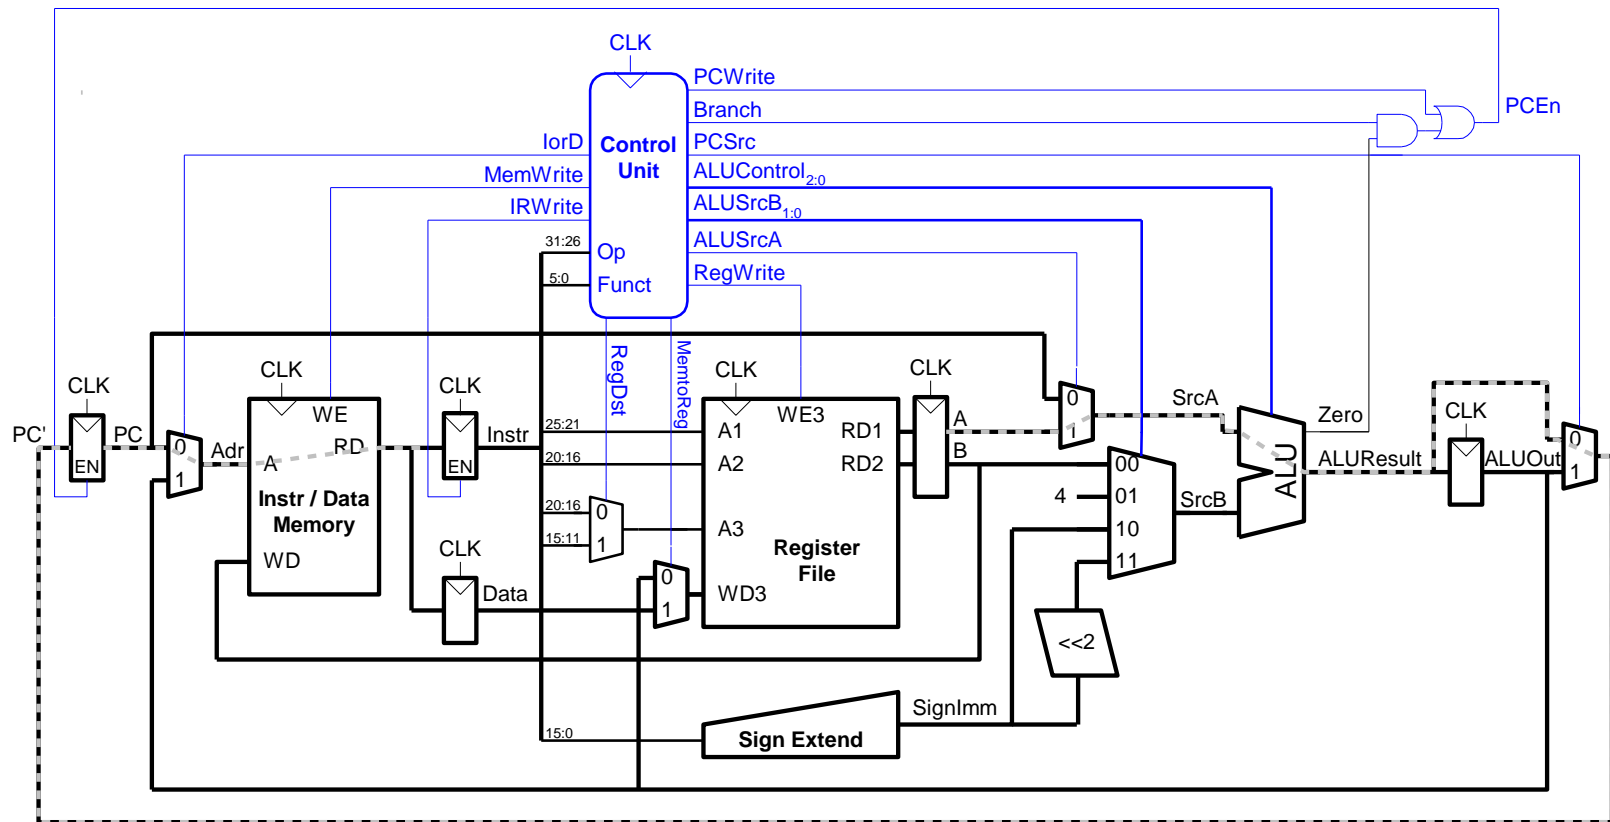 CLK
PCWrite
Branch
PCEn
IorD
Control
Unit
PCSrc
MemWrite
ALUControl2:0
IRWrite
ALUSrcB1:0
31:26
Op
ALUSrcA
5:0
Funct
RegWrite
RegDst
MemtoReg
CLK
CLK
CLK
CLK
CLK
PC'
PC
EN
0
1
Adr
WE
A
RD
Instr / Data
Memory
WD
EN
Instr
25:21
20:16
20:16
15:11
0
1
CLK
Data
0
1
WE3
A1
RD1
A2
RD2
A3
Register
File
WD3
A
B
0
1
SrcA
00
4
01
10
11
SrcB
<<2
ALU
Zero
ALUResult
CLK
ALUOut
0
1
SignImm
15:0
Sign Extend